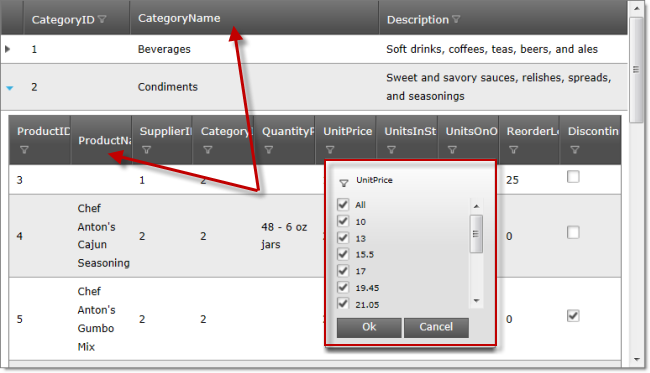 CategoryID CategoryName Description
1 Beverages Soft drinks, coffees, teas, beers, and ales
2 Condiments Sweet and savory sauces, relishes, spreads,
and seasonings
ProductID ProductNa SupplierI Category QuantityP UnitPrice UnitsInSt UnitsOnO ReorderLe Discontin
3 1 2 25
Chef
Anton's
Cajun
Seasoning
4 2 2 48 - 6 oz
jars 0
Chef
Anton's
Gumbo
Mix
5 2 2 0
UnitPrice
All
10
13
15.5
17
19.45
21.05
Ok Cancel